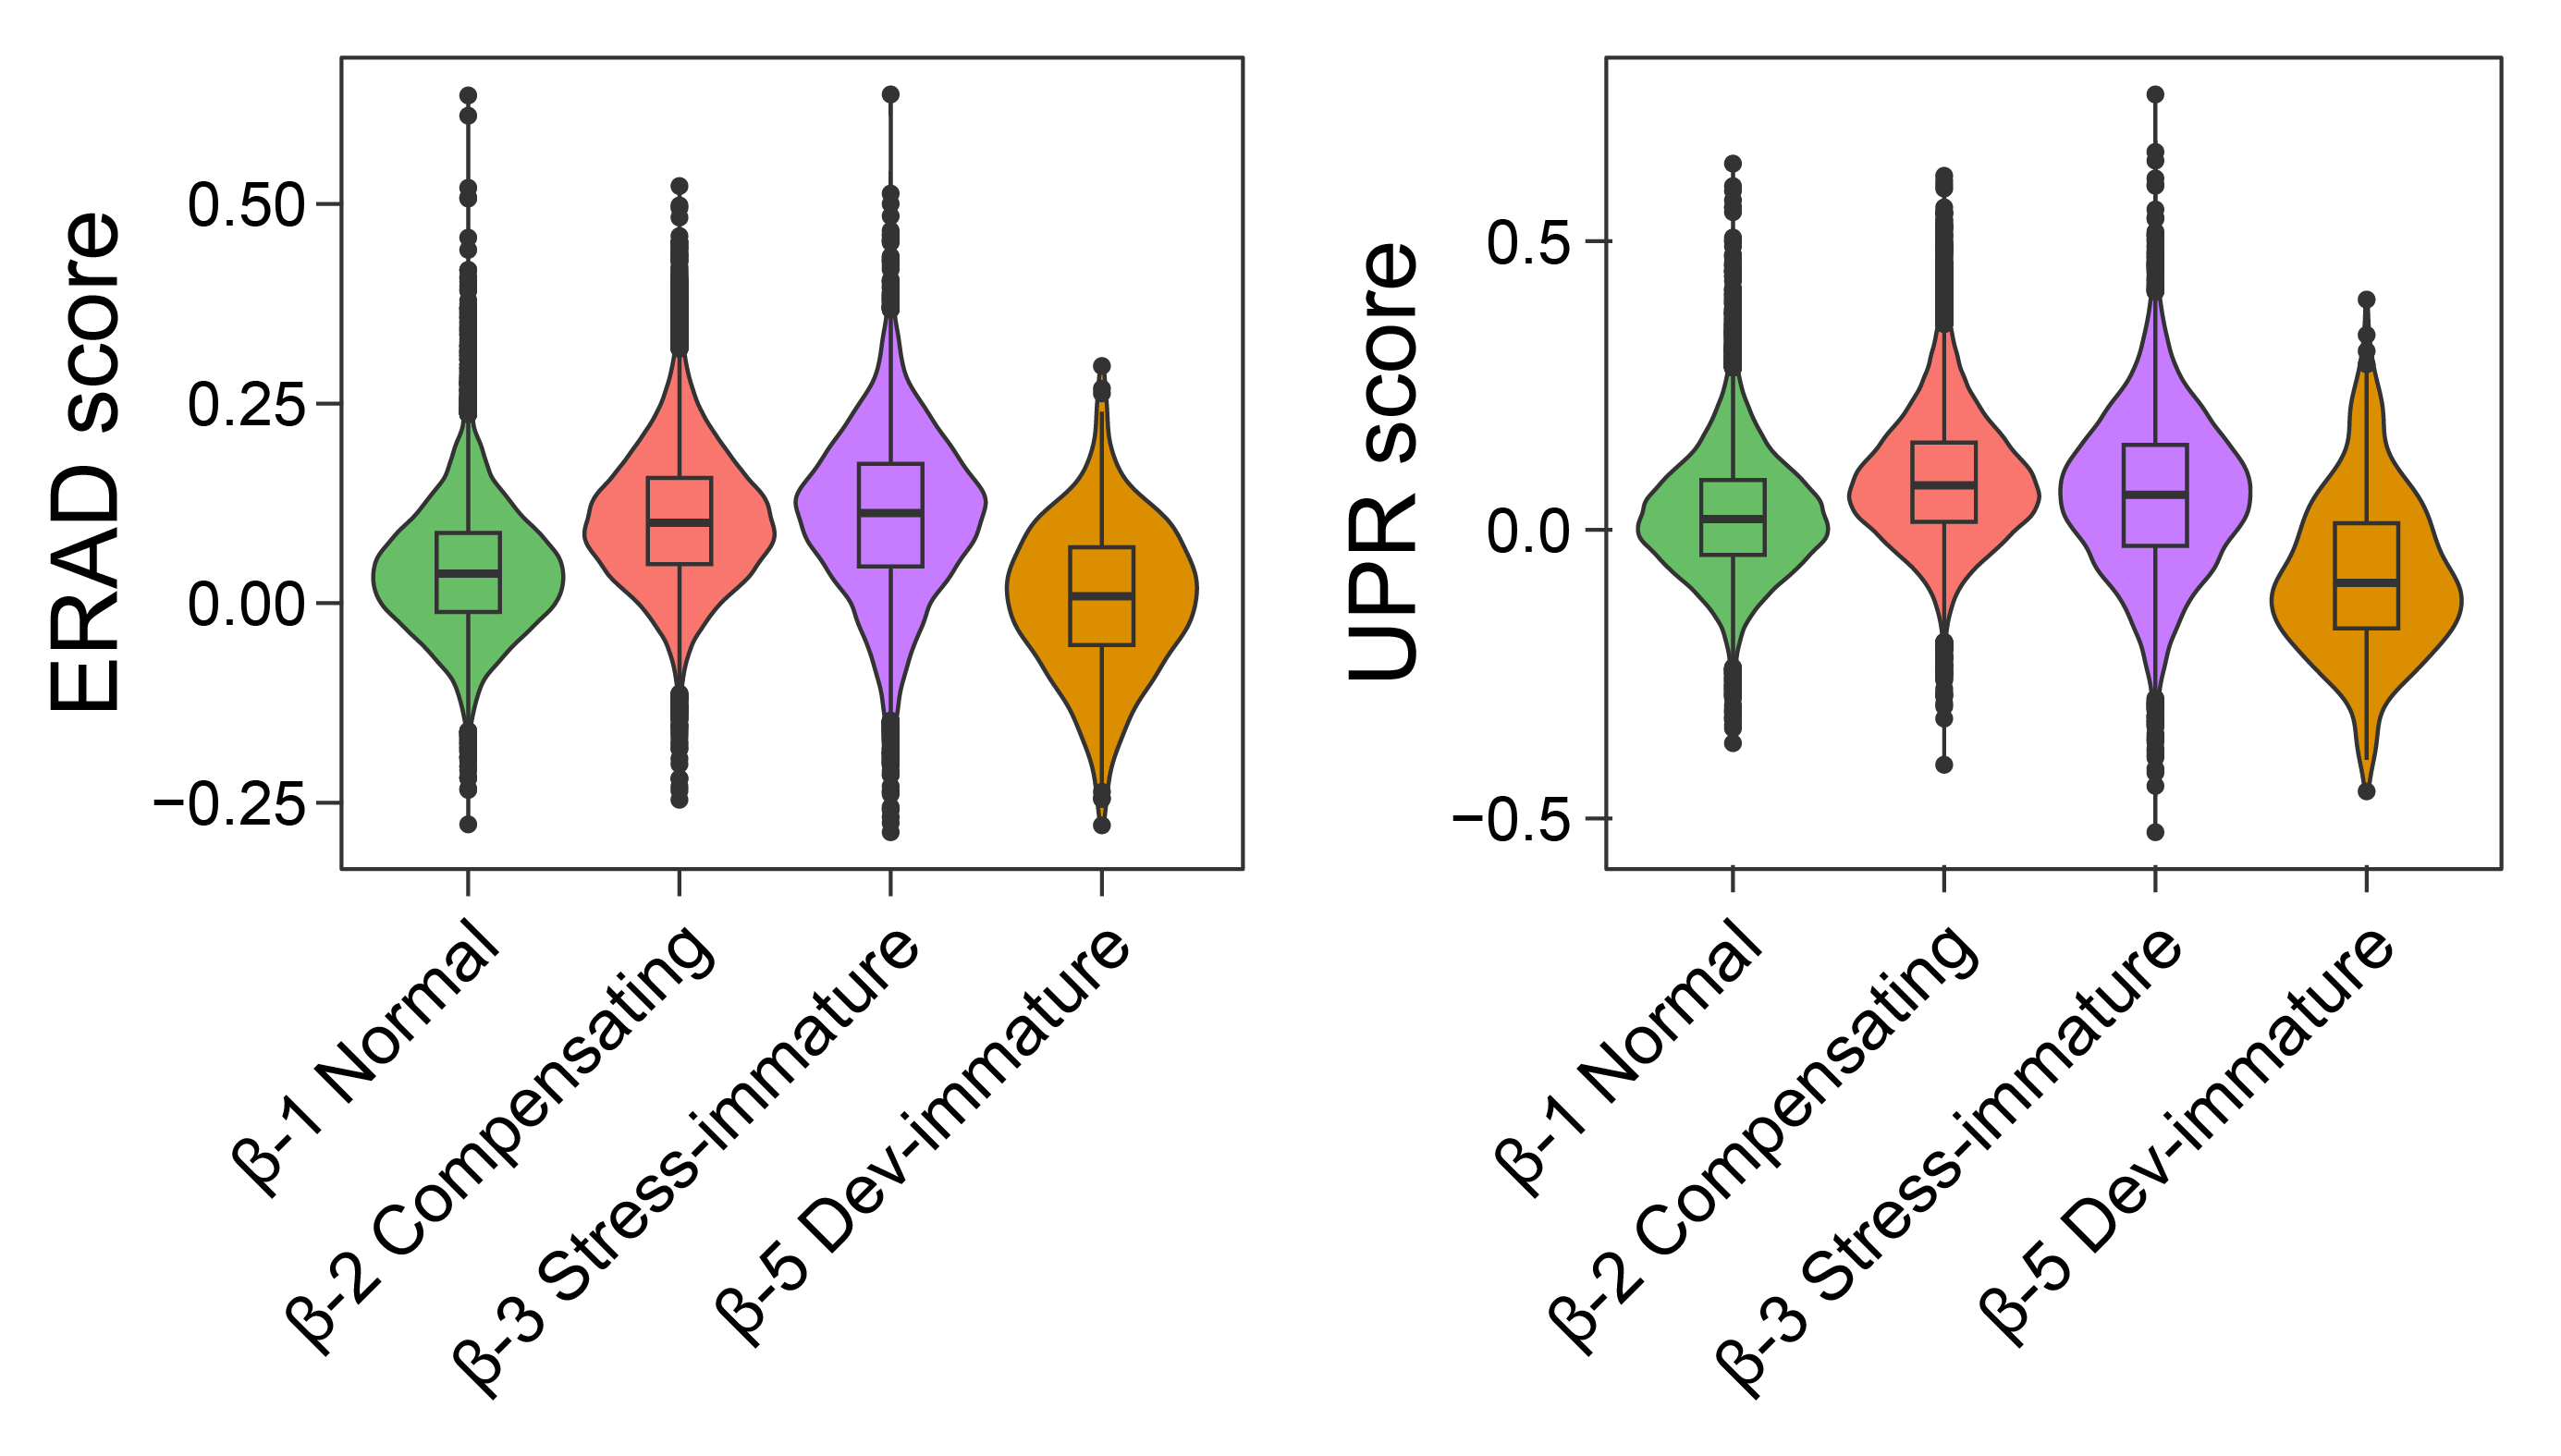 ERAD score
0.50
0.25
0.00
−0.25
β-1 Normal
β-2 Compensating
β-3 Stress-immature
β-5 Dev-immature
UPR score
0.5
0.0
−0.5
β-1 Normal
β-2 Compensating
β-3 Stress-immature
β-5 Dev-immature